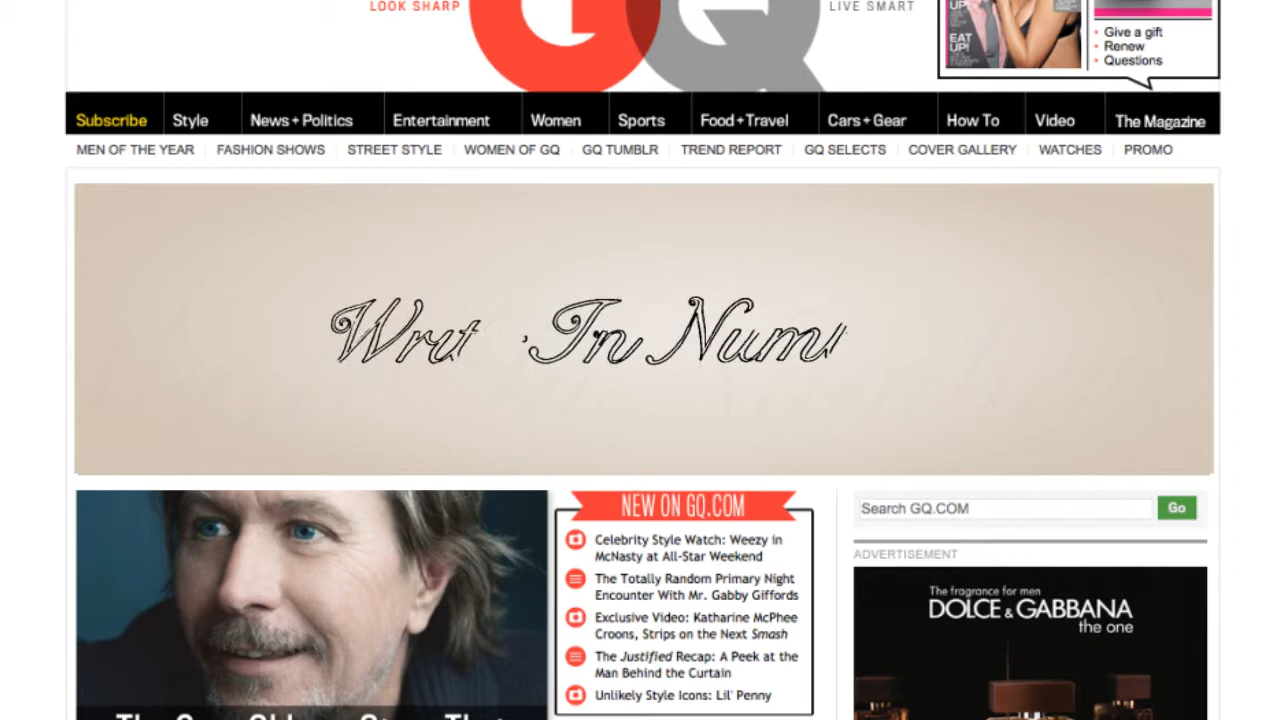 LOOK SHARP
GQ
LIVE SMART
UP!
EAT
UP!
Give a gift
Renew
Questions
Subscribe Style News+Politics Entertainment Women Sports Food+Travel Cars+Gear How To Video The Magazine
MEN OF THE YEAR FASHION SHOWS STREET STYLE WOMEN OF GQ GQ TUMBLR TREND REPORT GQ SELECTS COVER GALLERY WATCHES PROMO
Writ In Num
NEW ON GQ.COM
Celebrity Style Watch: Weezy in
McNasty at All-Star Weekend
The Totally Random Primary Night
Encounter With Mr. Gabby Giffords
Exclusive Video: Katharine McPhee
Croons, Strips on the Next Smash
The Justified Recap: A Peek at the
Man Behind the Curtain
Unlikely Style Icons: Lil' Penny
Search GQ.COM Go
ADVERTISEMENT
The fragrance for men
DOLCE & GABBANA
the one